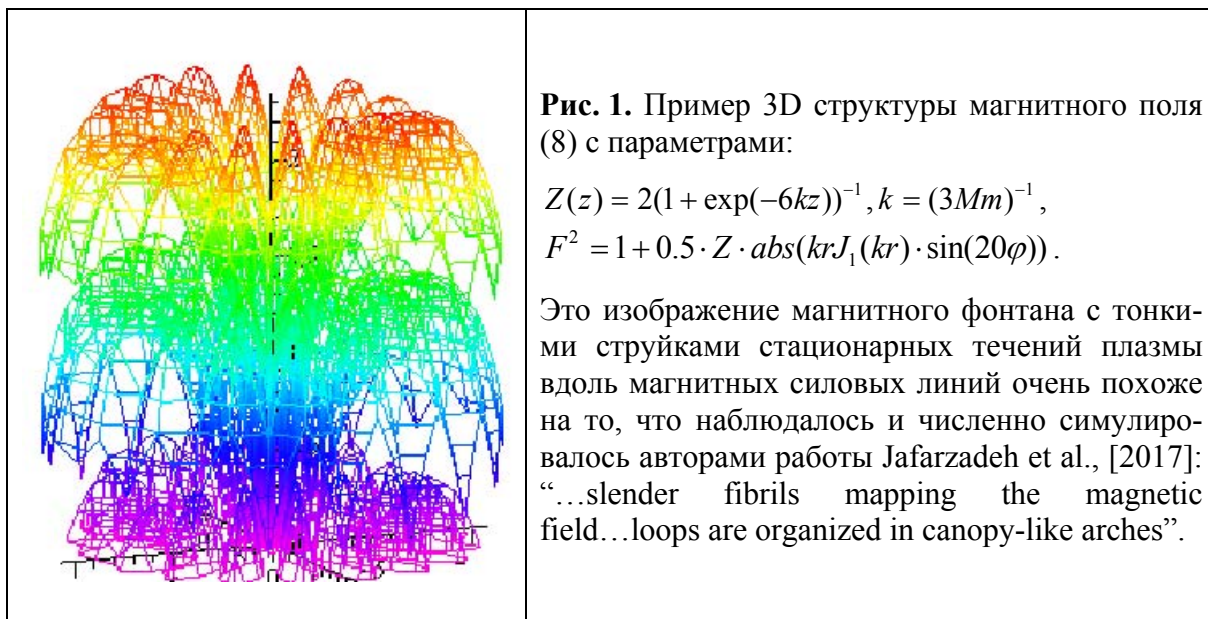 Рис. 1. Пример 3D структуры магнитного поля
(8) с параметрами:
Z(z) = 2(1 + exp(−6kz))⁻¹, k = (3Mm)⁻¹,
F² = 1 + 0.5 · Z · abs(krJ₁(kr) · sin(20φ)).
Это изображение магнитного фонтана с тонки-
ми струйками стационарных течений плазмы
вдоль магнитных силовых линий очень похоже
на то, что наблюдалось и численно симулиро-
валось авторами работы Jafarzadeh et al., [2017]:
“…slender fibrils mapping the magnetic
field…loops are organized in canopy-like arches”.